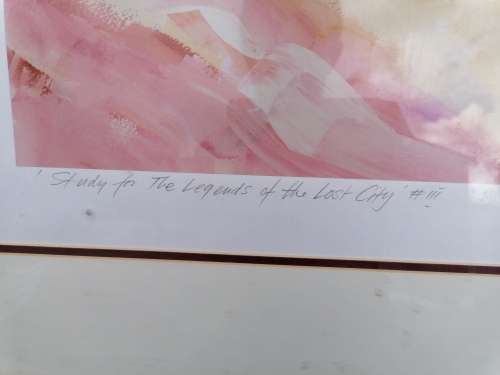 'Study for The Legends of the Lost City' # III